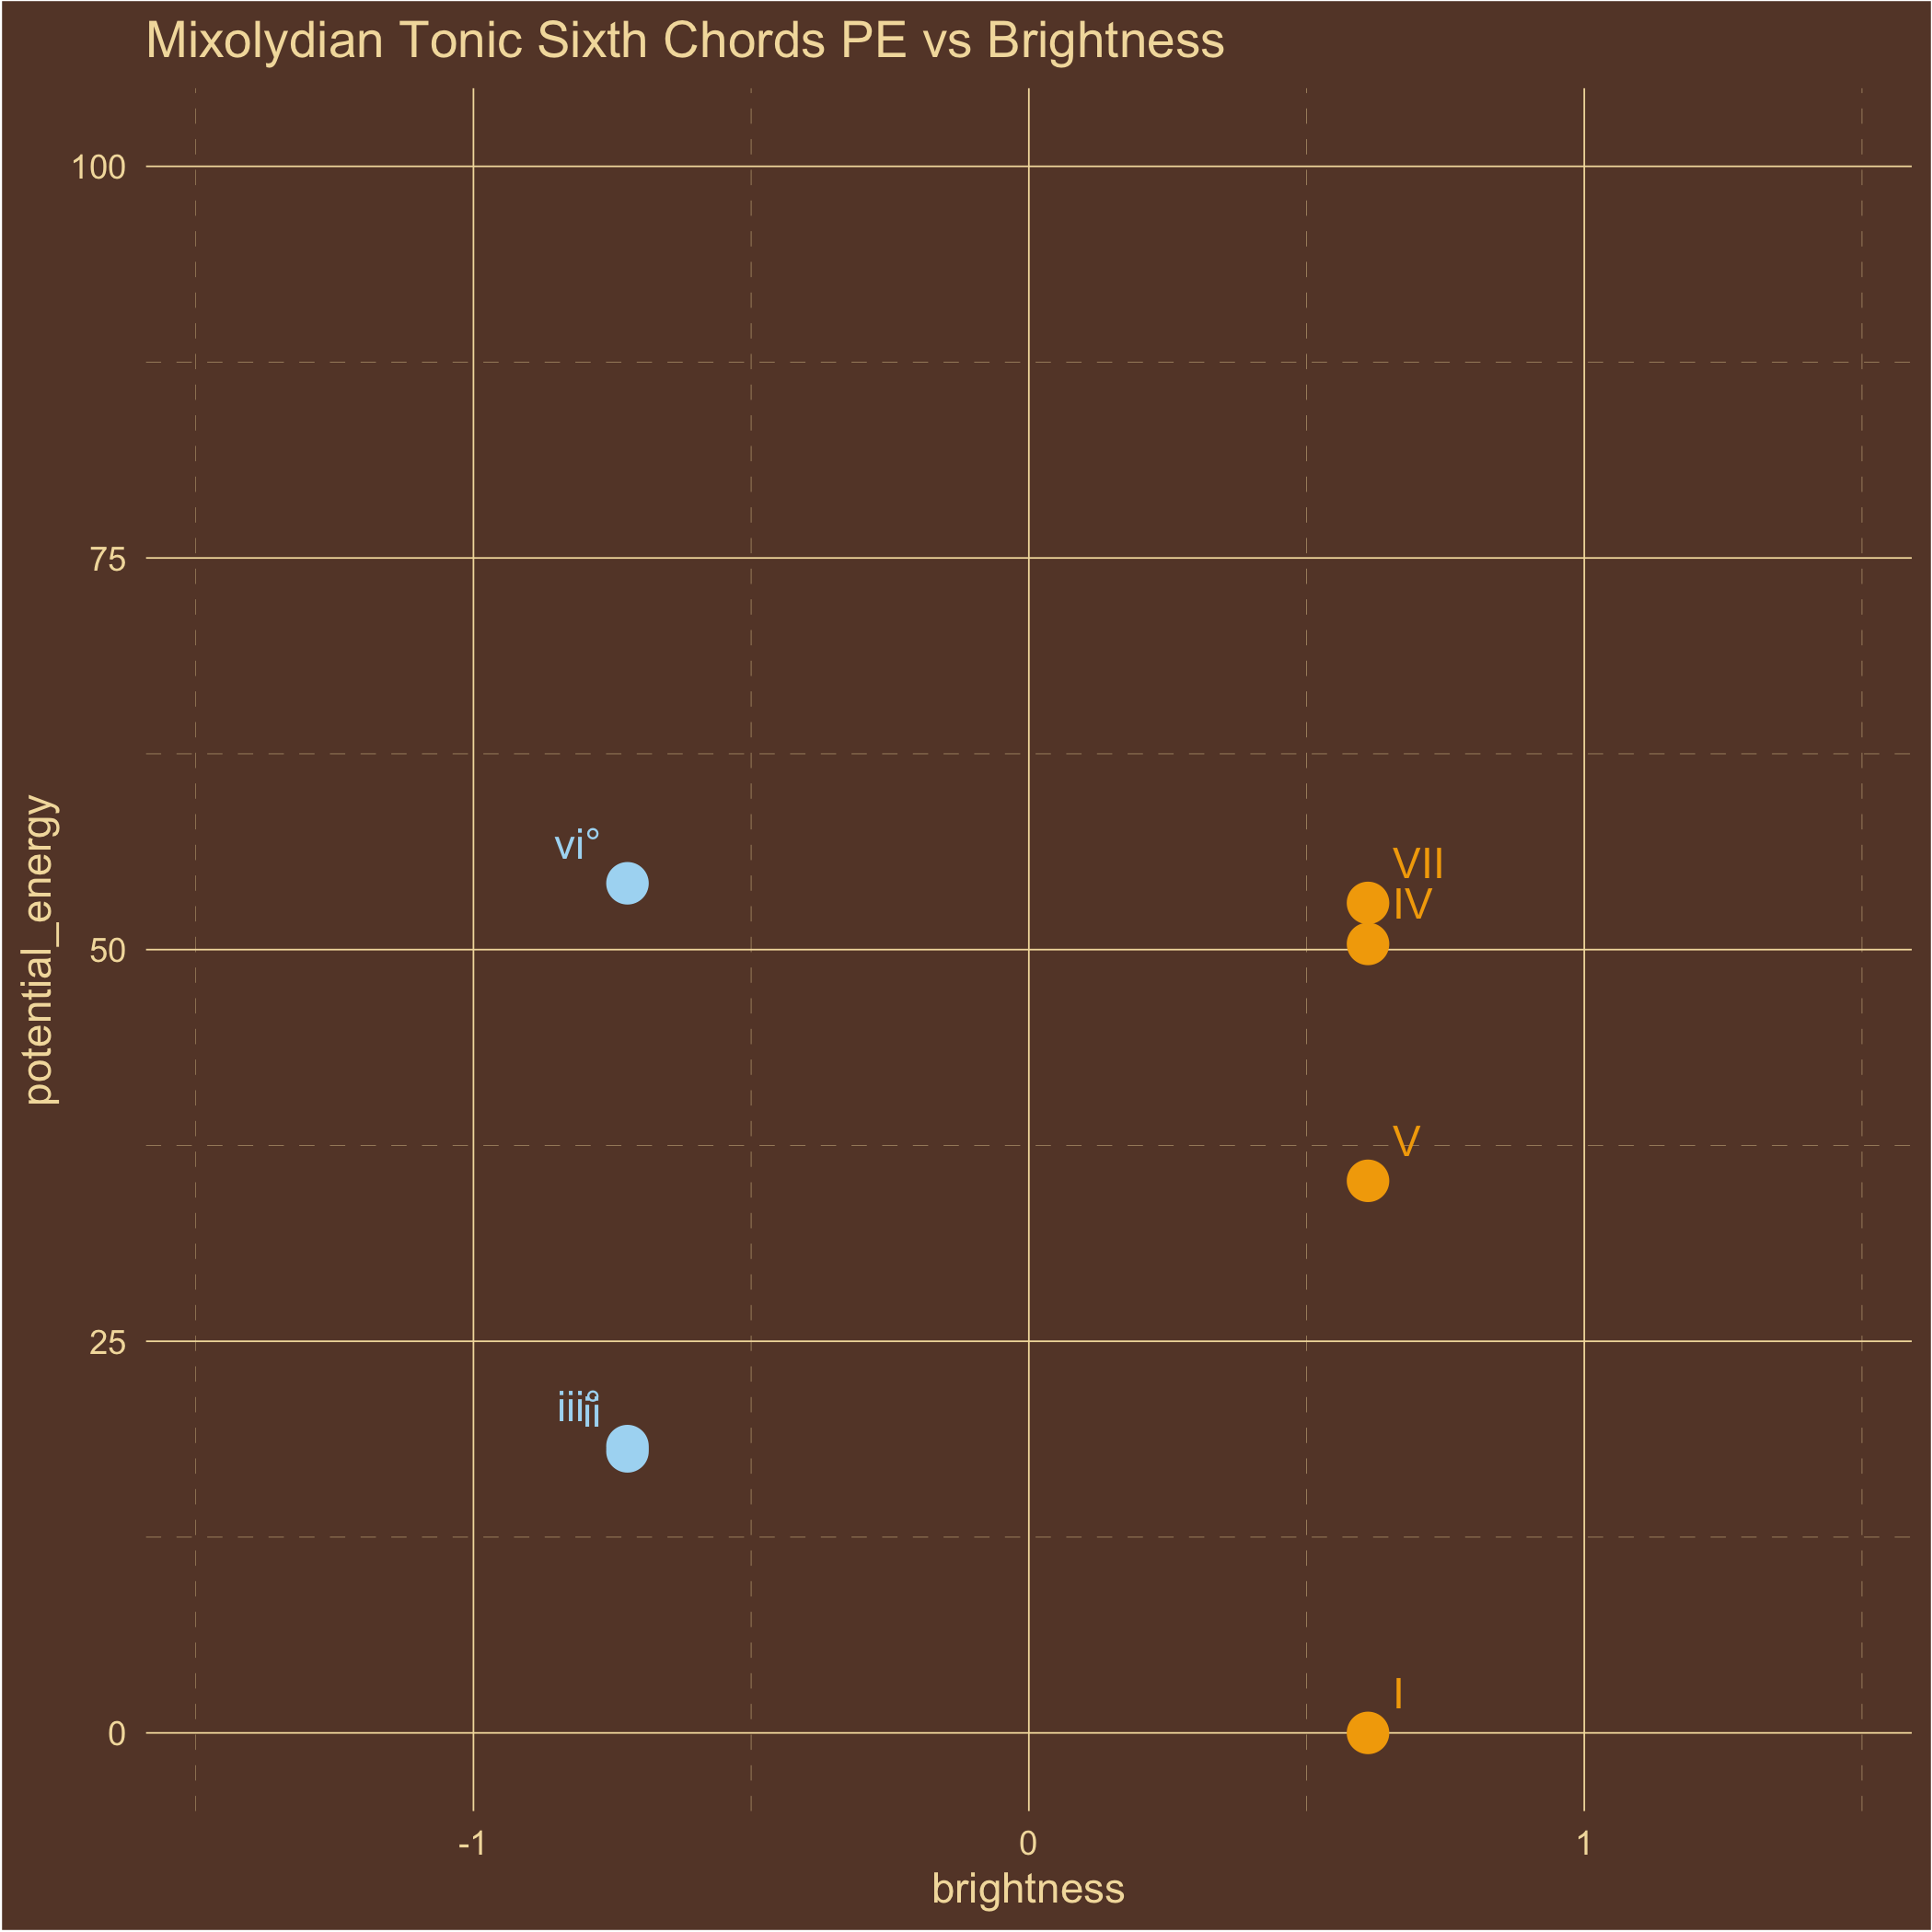 Mixolydian Tonic Sixth Chords PE vs Brightness
100
75
50
25
0
potential_energy
vi°
VII
IV
V
iii°
ii
I
-1
0
1
brightness